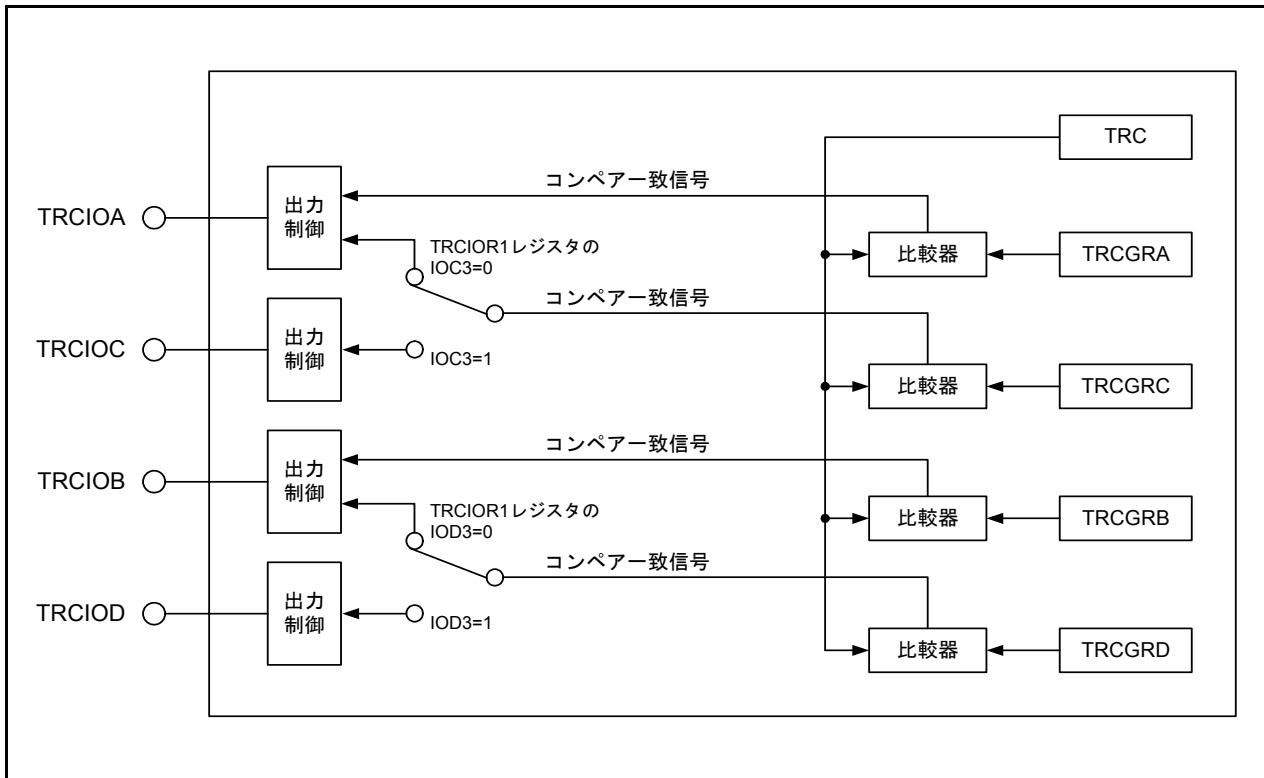 TRC
コンペア一致信号
出力
制御
TRCIOA
TRCIOR1レジスタの
IOC3=0
比較器
TRCGRA
コンペア一致信号
出力
制御
TRCIOC
IOC3=1
比較器
TRCGRC
コンペア一致信号
出力
制御
TRCIOB
TRCIOR1レジスタの
IOD3=0
比較器
TRCGRB
コンペア一致信号
出力
制御
TRCIOD
IOD3=1
比較器
TRCGRD